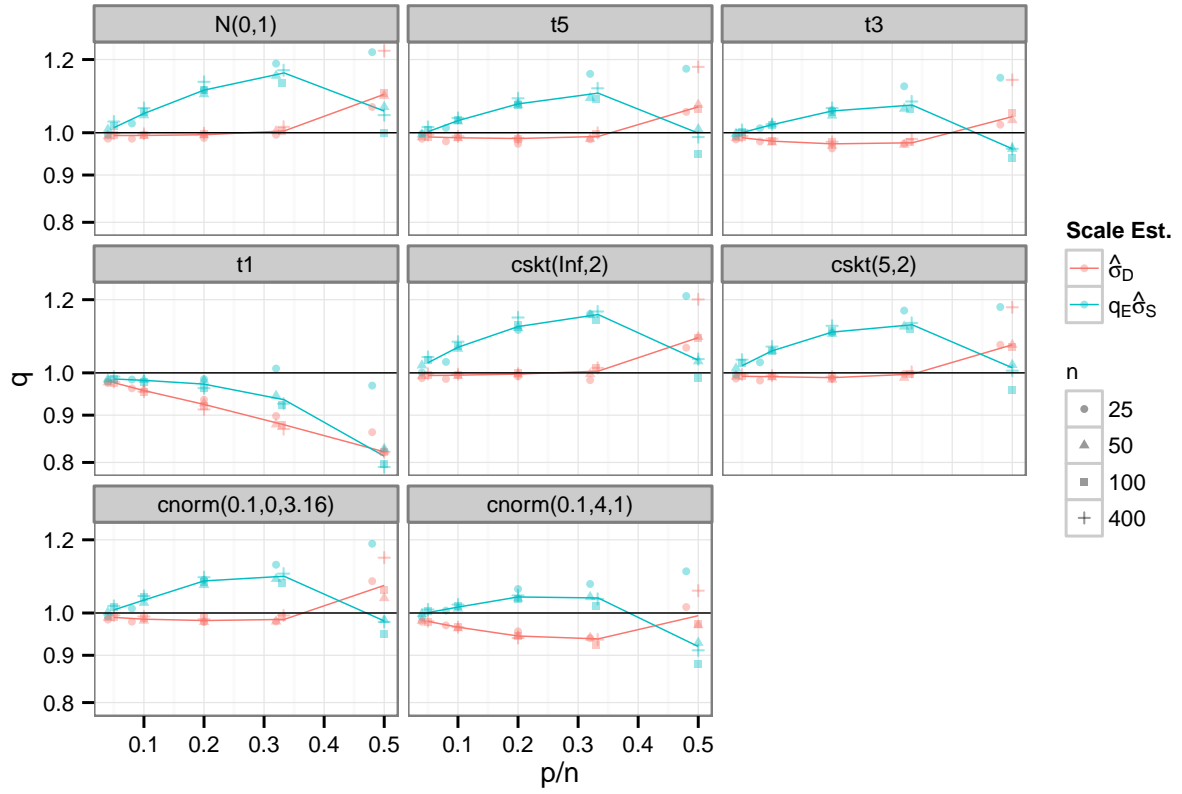 N(0,1) t5 t3
1.2
1.0
0.9
0.8
t1 cskt(Inf,2) cskt(5,2)
1.2
1.0
0.9
0.8
cnorm(0.1,0,3.16) cnorm(0.1,4,1)
1.2
1.0
0.9
0.8
0.1 0.2 0.3 0.4 0.5 0.1 0.2 0.3 0.4 0.5
p/n
q
Scale Est.
σ̂_D
q_E σ̂_S
n
25
50
100
400